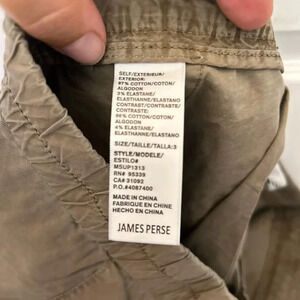 SELF/EXTERIEUR/
EXTERIOR:
97% COTTON/COTON/
ALGODON
3% ELASTANE/
ELASTHANNE/ELASTANO
CONTRAST/CONTRASTE/
CONTRASTE:
96% COTTON/COTON/
ALGODON
4% ELASTANE/
ELASTHANNE/ELASTANO
SIZE/TAILLE/TALLA:3
STYLE/MODELE/
ESTILO#
MSUP1313
RN# 95339
CA# 31092
P.O.#4087400
MADE IN CHINA
FABRIQUE EN CHINE
HECHO EN CHINA
JAMES PERSE